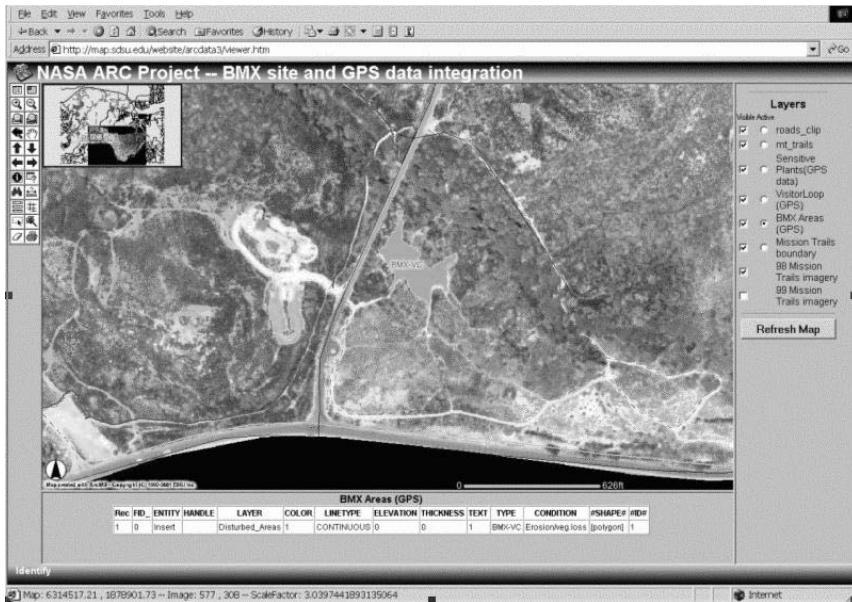 File Edit View Favorites Tools Help
Back Search Favorites History
Address http://map.sdsu.edu/website/arcdata3/viewer.htm Go
NASA ARC Project -- BMX site and GPS data integration
Layers
Visible Active
roads_clip
mt_trails
Sensitive
Plants(GPS
data)
VisitorLoop
(GPS)
BMX Areas
(GPS)
Mission Trails
boundary
98 Mission
Trails imagery
99 Mission
Trails imagery
Refresh Map
BMX-VC
0 626ft
BMX Areas (GPS)
Rec FID_ ENTITY HANDLE LAYER COLOR LINETYPE ELEVATION THICKNESS TEXT TYPE CONDITION #SHAPE# #ID#
1 0 Insert Disturbed_Areas 1 CONTINUOUS 0 0 1 BMX-VC Erosion/veg.loss [polygon] 1
Identify
Map: 6314517.21 , 1878901.73 -- Image: 577 , 308 -- ScaleFactor: 3.0397441893135064 Internet